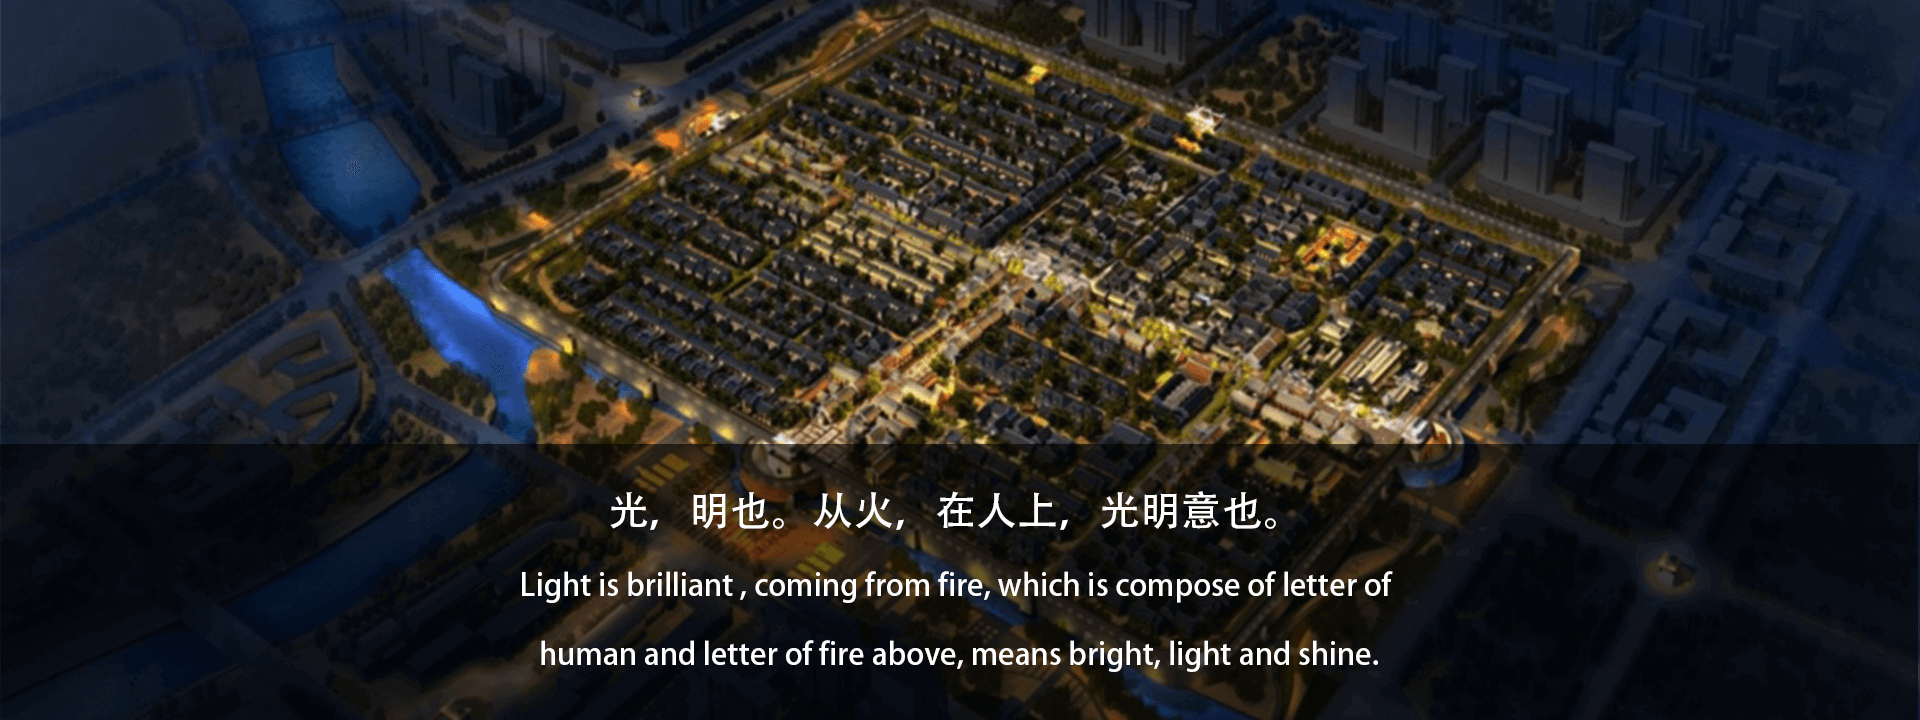 光，明也。从火，在人上，光明意也。
Light is brilliant , coming from fire, which is compose of letter of
human and letter of fire above, means bright, light and shine.